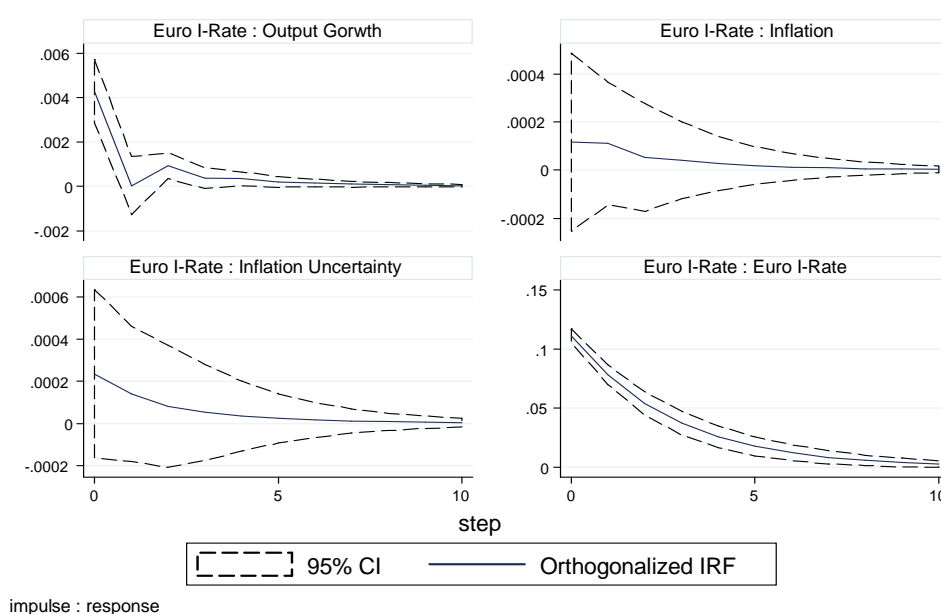 Euro I-Rate : Output Gorwth
.006
.004
.002
0
-.002
Euro I-Rate : Inflation
.0004
.0002
0
-.0002
Euro I-Rate : Inflation Uncertainty
.0006
.0004
.0002
0
-.0002
0 5 10
Euro I-Rate : Euro I-Rate
.15
.1
.05
0
0 5 10
step
95% CI Orthogonalized IRF
impulse : response